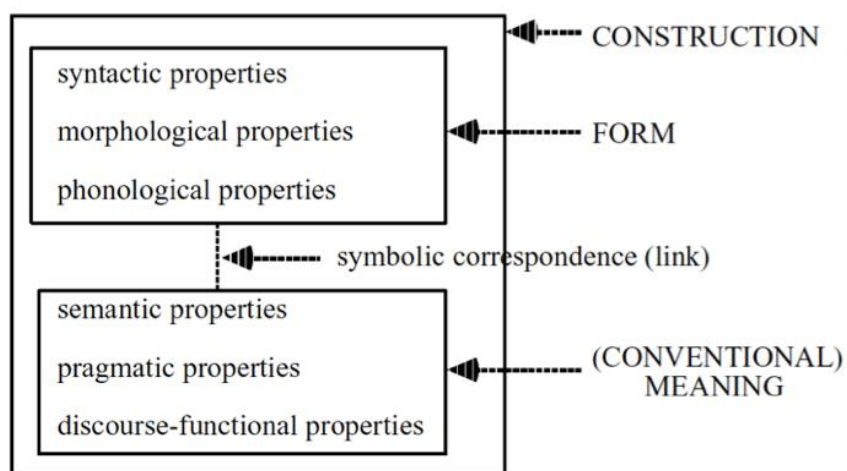 CONSTRUCTION
syntactic properties
morphological properties
FORM
phonological properties
symbolic correspondence (link)
semantic properties
pragmatic properties
(CONVENTIONAL)
MEANING
discourse-functional properties